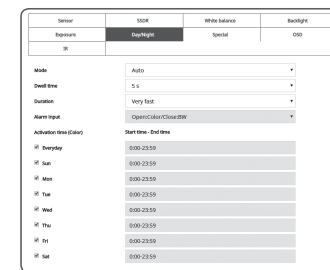 Sensor SSDR White balance Backlight
Exposure Day/Night Special OSD
IR
Mode Auto
Dwell time 5 s
Duration Very fast
Alarm input Open:Color/Close:BW
Activation time (Color) Start time - End time
Everyday 0:00-23:59
Sun 0:00-23:59
Mon 0:00-23:59
Tue 0:00-23:59
Wed 0:00-23:59
Thu 0:00-23:59
Fri 0:00-23:59
Sat 0:00-23:59